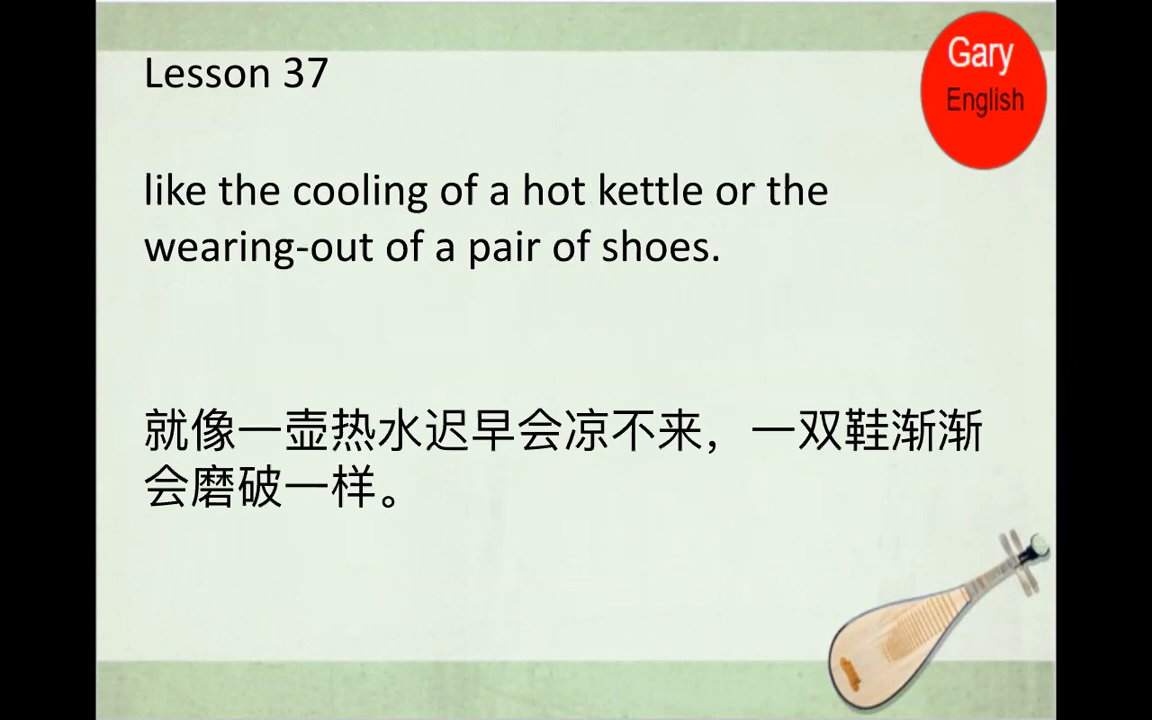 Lesson 37
Gary
English
like the cooling of a hot kettle or the
wearing-out of a pair of shoes.
就像一壶热水迟早会凉不来，一双鞋渐渐
会磨破一样。